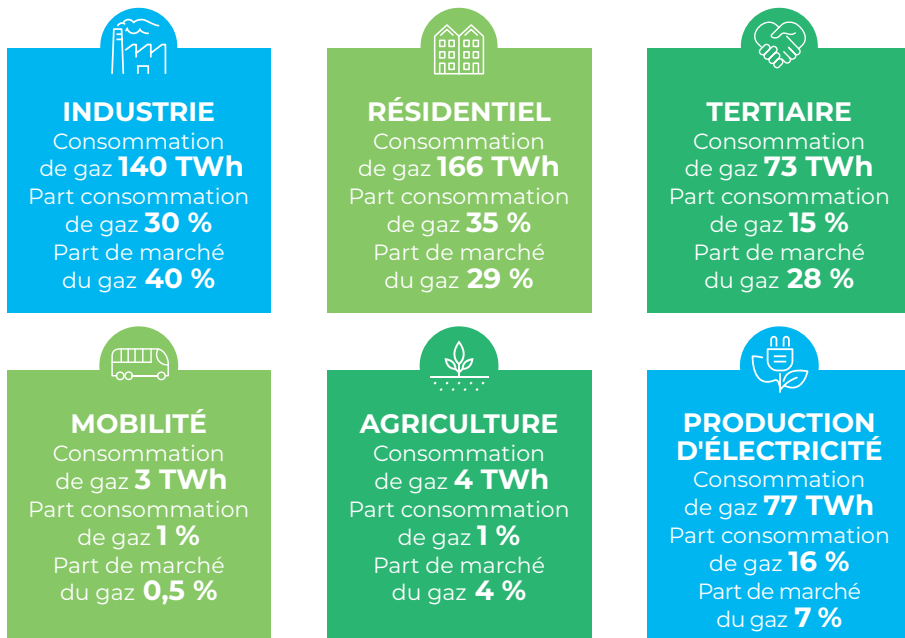 INDUSTRIE
Consommation
de gaz 140 TWh
Part consommation
de gaz 30 %
Part de marché
du gaz 40 %
RÉSIDENTIEL
Consommation
de gaz 166 TWh
Part consommation
de gaz 35 %
Part de marché
du gaz 29 %
TERTIAIRE
Consommation
de gaz 73 TWh
Part consommation
de gaz 15 %
Part de marché
du gaz 28 %
MOBILITÉ
Consommation
de gaz 3 TWh
Part consommation
de gaz 1 %
Part de marché
du gaz 0,5 %
AGRICULTURE
Consommation
de gaz 4 TWh
Part consommation
de gaz 1 %
Part de marché
du gaz 4 %
PRODUCTION
D'ÉLECTRICITÉ
Consommation
de gaz 77 TWh
Part consommation
de gaz 16 %
Part de marché
du gaz 7 %